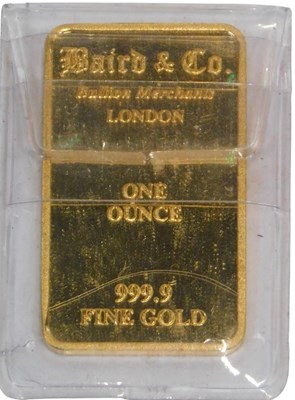 Baird & Co.
Bullion Merchants
LONDON
ONE
OUNCE
999.9
FINE GOLD